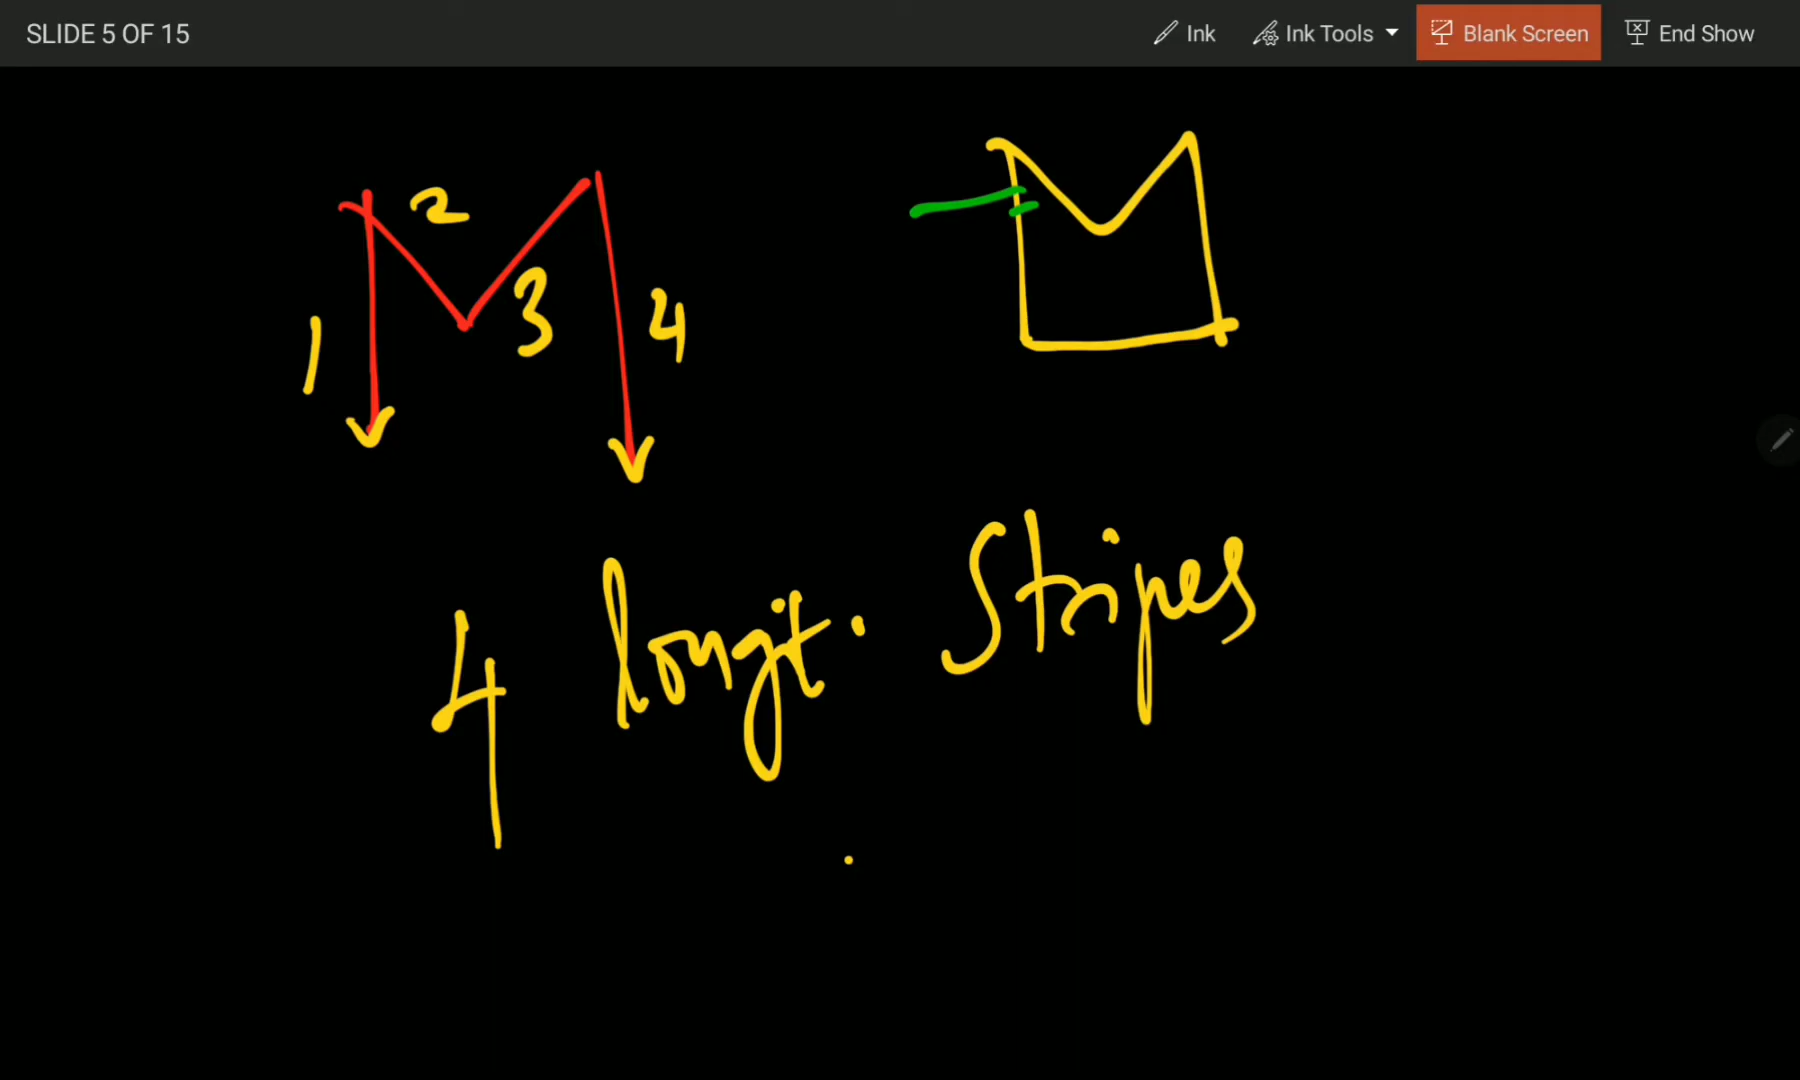 SLIDE 5 OF 15 Ink Ink Tools Blank Screen End Show
2
1 3 4
4 longit. Stripes